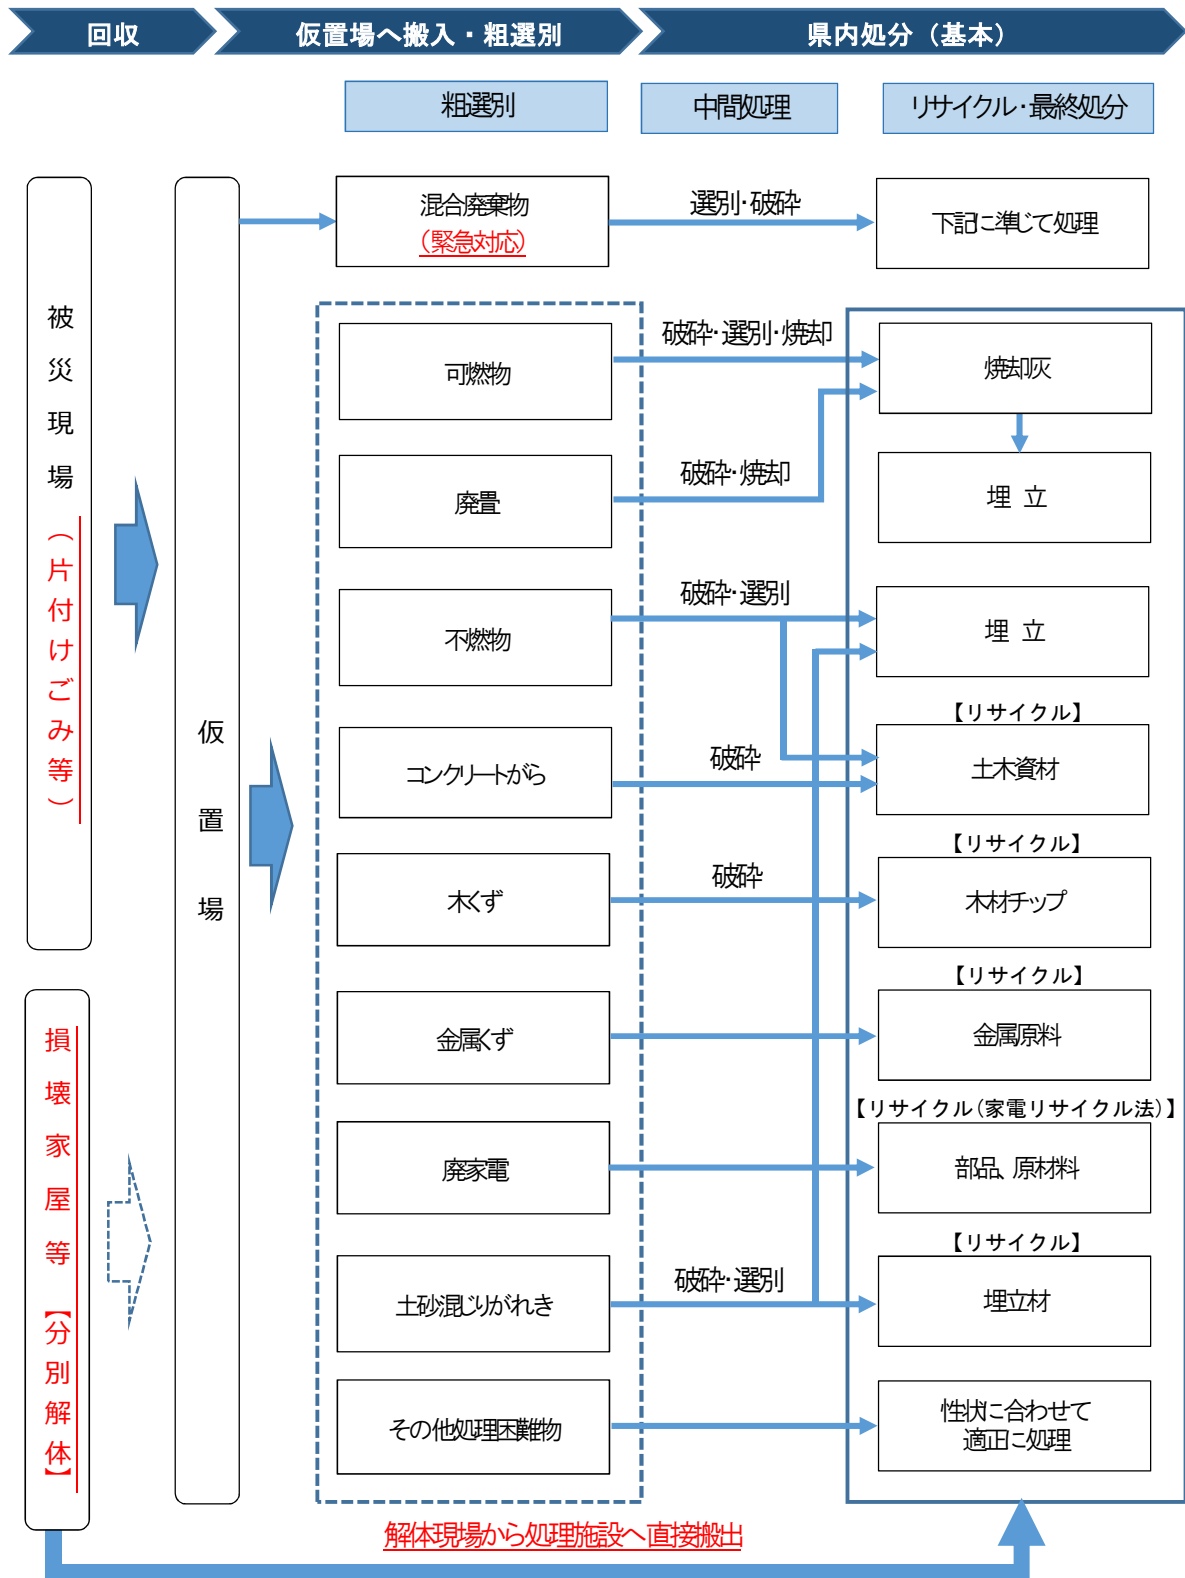 回収
仮置場へ搬入・粗選別
県内処分（基本）
粗選別
中間処理
リサイクル・最終処分
被災現場（片付けごみ等）
損壊家屋等【分別解体】
仮置場
混合廃棄物
（緊急対応）
選別・破砕
下記に準じて処理
可燃物
破砕・選別・焼却
焼却灰
廃畳
破砕・焼却
埋 立
不燃物
破砕・選別
埋 立
【リサイクル】
コンクリートがら
破砕
土木資材
【リサイクル】
木くず
破砕
木材チップ
【リサイクル】
金属くず
金属原料
【リサイクル（家電リサイクル法）】
廃家電
部品、原材料
【リサイクル】
土砂混じりがれき
破砕・選別
埋立材
その他処理困難物
性状に合わせて
適正に処理
解体現場から処理施設へ直接搬出